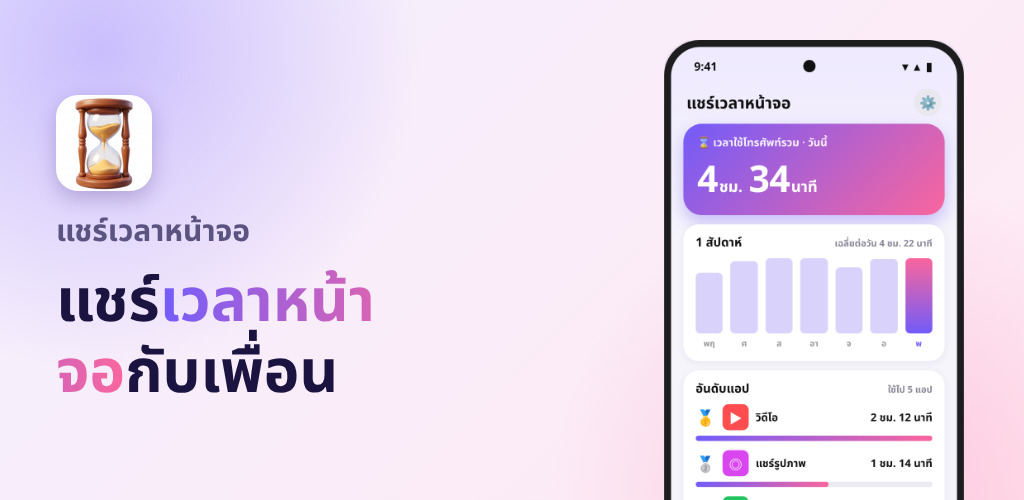 แชร์เวลาหน้าจอ
แชร์เวลาหน้า
จอกับเพื่อน
9:41
แชร์เวลาหน้าจอ
เวลาใช้โทรศัพท์รวม · วันนี้
4ชม. 34นาที
1 สัปดาห์ เฉลี่ยต่อวัน 4 ชม. 22 นาที
พฤ ศ ส อา จ อ พ
อันดับแอป ใช้ไป 5 แอป
วิดีโอ 2 ชม. 12 นาที
แชร์รูปภาพ 1 ชม. 14 นาที